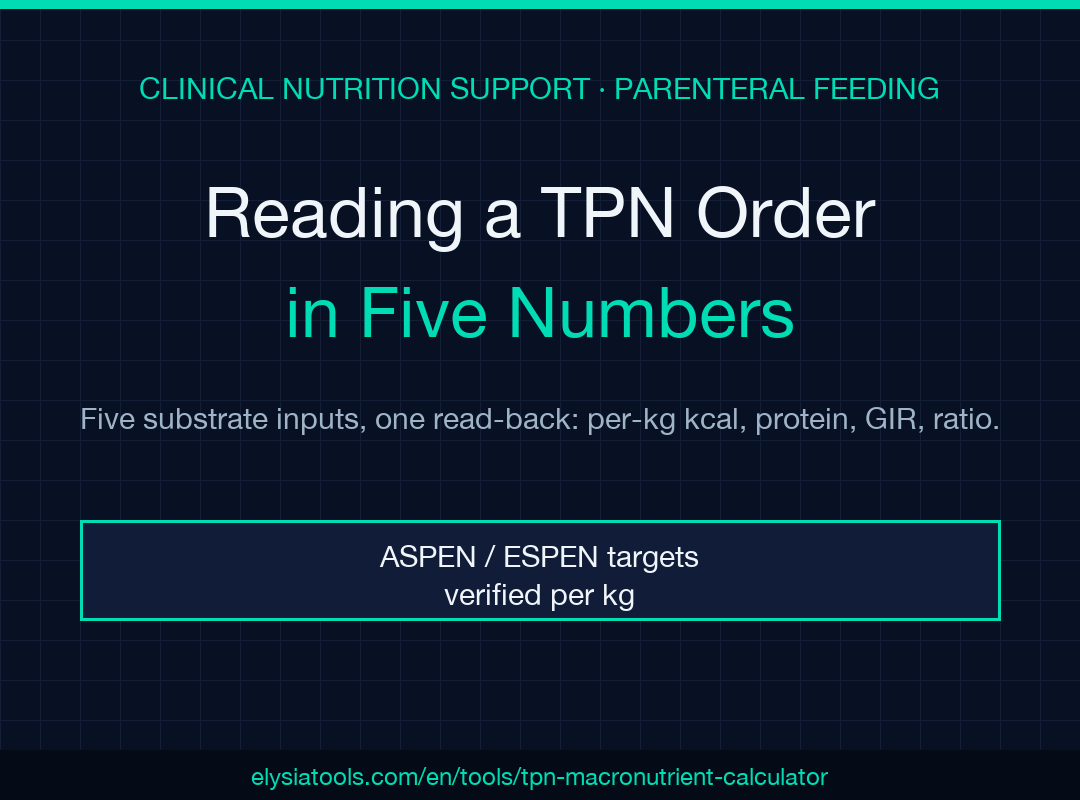 CLINICAL NUTRITION SUPPORT · PARENTERAL FEEDING
Reading a TPN Order
in Five Numbers
Five substrate inputs, one read-back: per-kg kcal, protein, GIR, ratio.
ASPEN / ESPEN targets
verified per kg
elysiatools.com/en/tools/tpn-macronutrient-calculator